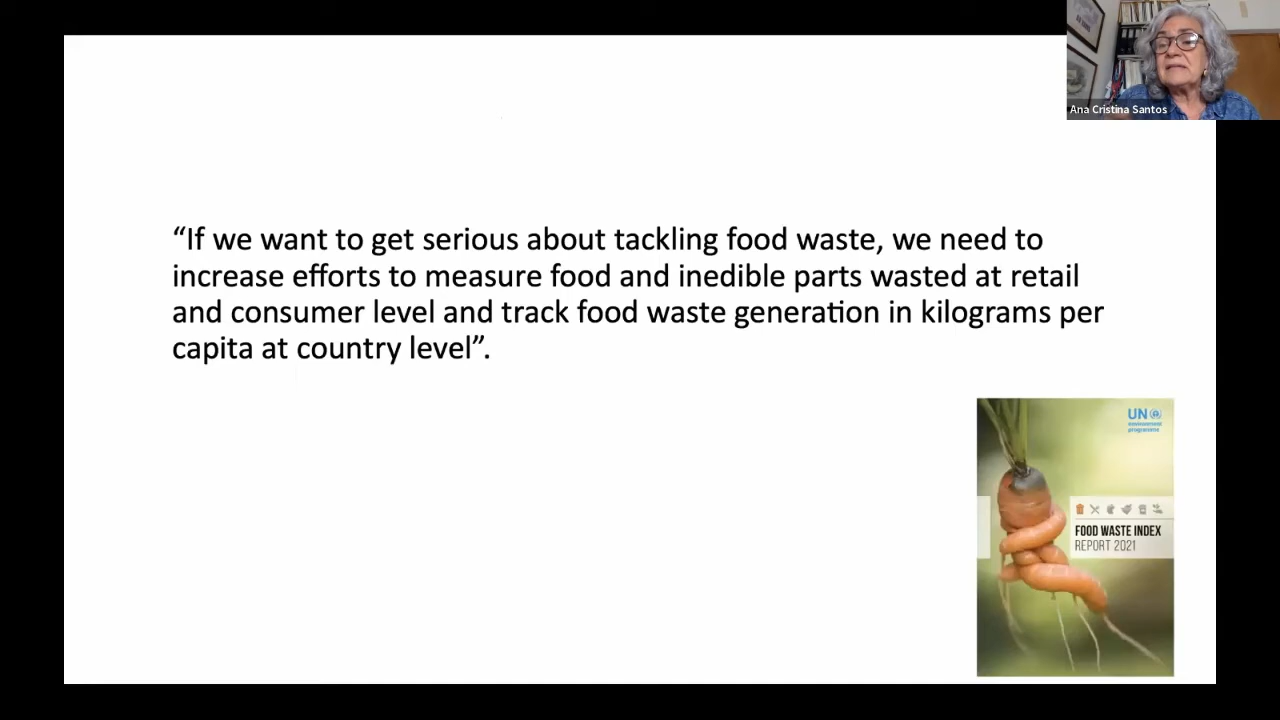 Ana Cristina Santos
“If we want to get serious about tackling food waste, we need to
increase efforts to measure food and inedible parts wasted at retail
and consumer level and track food waste generation in kilograms per
capita at country level”.
UN
environment
programme
FOOD WASTE INDEX
REPORT 2021